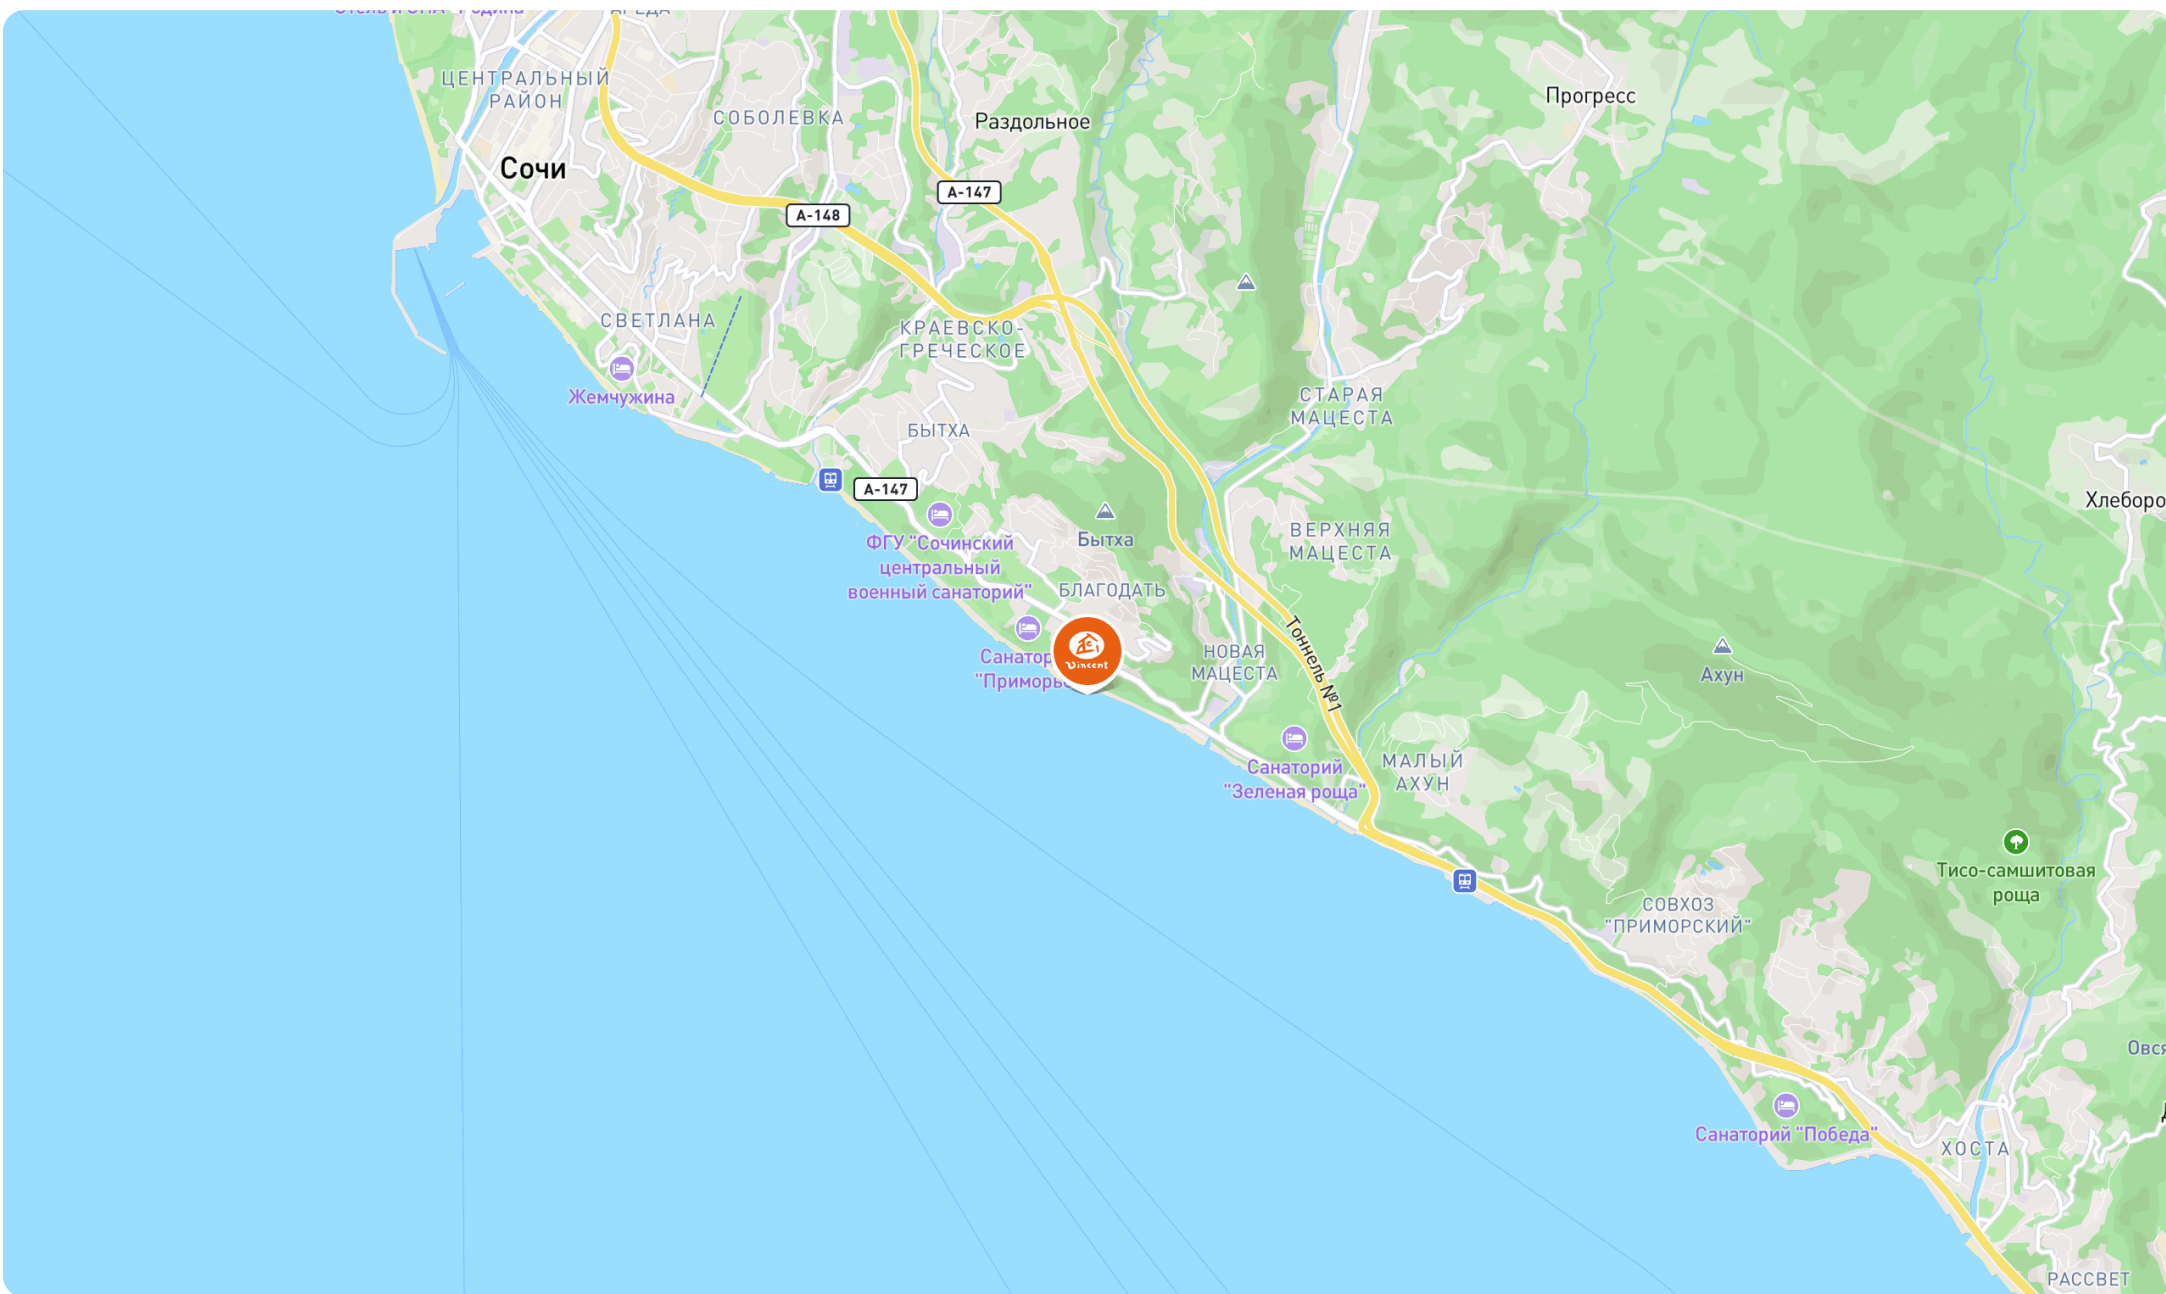 ЦЕНТРАЛЬНЫЙ
РАЙОН
СОБОЛЕВКА
Раздольное
Прогресс
Сочи
А-147
А-148
СВЕТЛАНА
КРАЕВСКО-
ГРЕЧЕСКОЕ
Жемчужина
СТАРАЯ
МАЦЕСТА
БЫТХА
А-147
Хлеборо
ВЕРХНЯЯ
МАЦЕСТА
Бытха
ФГУ "Сочинский
центральный
военный санаторий"
БЛАГОДАТЬ
Тоннель №1
Vincent
Санатор
"Приморь
НОВАЯ
МАЦЕСТА
Ахун
Санаторий
"Зеленая роща"
МАЛЫЙ
АХУН
Тисо-самшитовая
роща
СОВХОЗ
"ПРИМОРСКИЙ"
Овся
Санаторий "Победа"
ХОСТА
РАССВЕТ